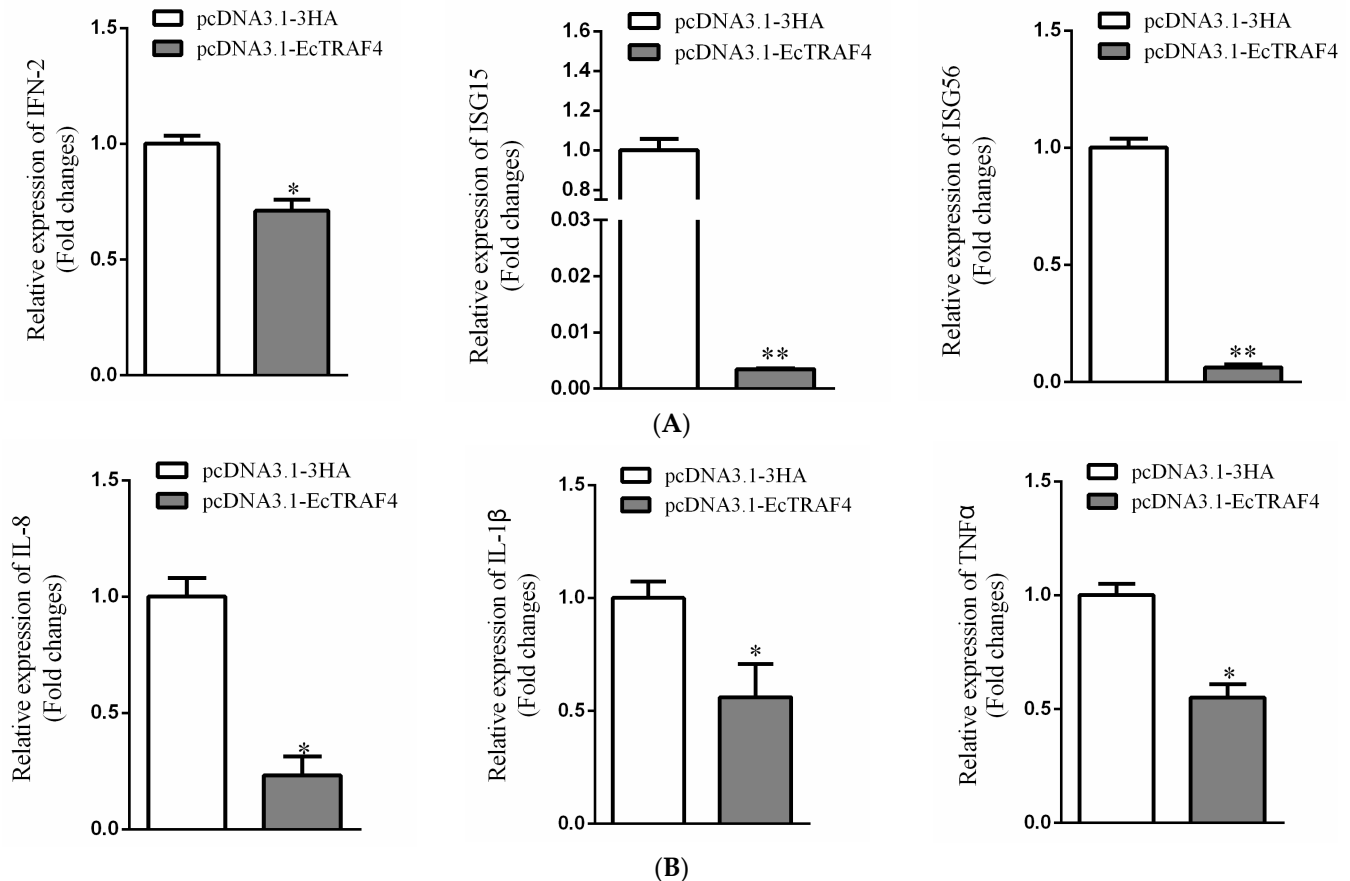 pcDNA3.1-3HA
pcDNA3.1-EcTRAF4
Relative expression of IFN-2
(Fold changes)
1.5
1.0
0.5
0.0
*
pcDNA3.1-3HA
pcDNA3.1-EcTRAF4
Relative expression of ISG15
(Fold changes)
1.6
1.4
1.2
1.0
0.8
0.6
0.03
0.02
0.01
0.00
**
pcDNA3.1-3HA
pcDNA3.1-EcTRAF4
Relative expression of ISG56
(Fold changes)
1.5
1.0
0.5
0.0
**
(A)
pcDNA3.1-3HA
pcDNA3.1-EcTRAF4
Relative expression of IL-8
(Fold changes)
1.5
1.0
0.5
0.0
*
pcDNA3.1-3HA
pcDNA3.1-EcTRAF4
Relative expression of IL-1β
(Fold changes)
1.5
1.0
0.5
0.0
*
pcDNA3.1-3HA
pcDNA3.1-EcTRAF4
Relative expression of TNFα
(Fold changes)
1.5
1.0
0.5
0.0
*
(B)